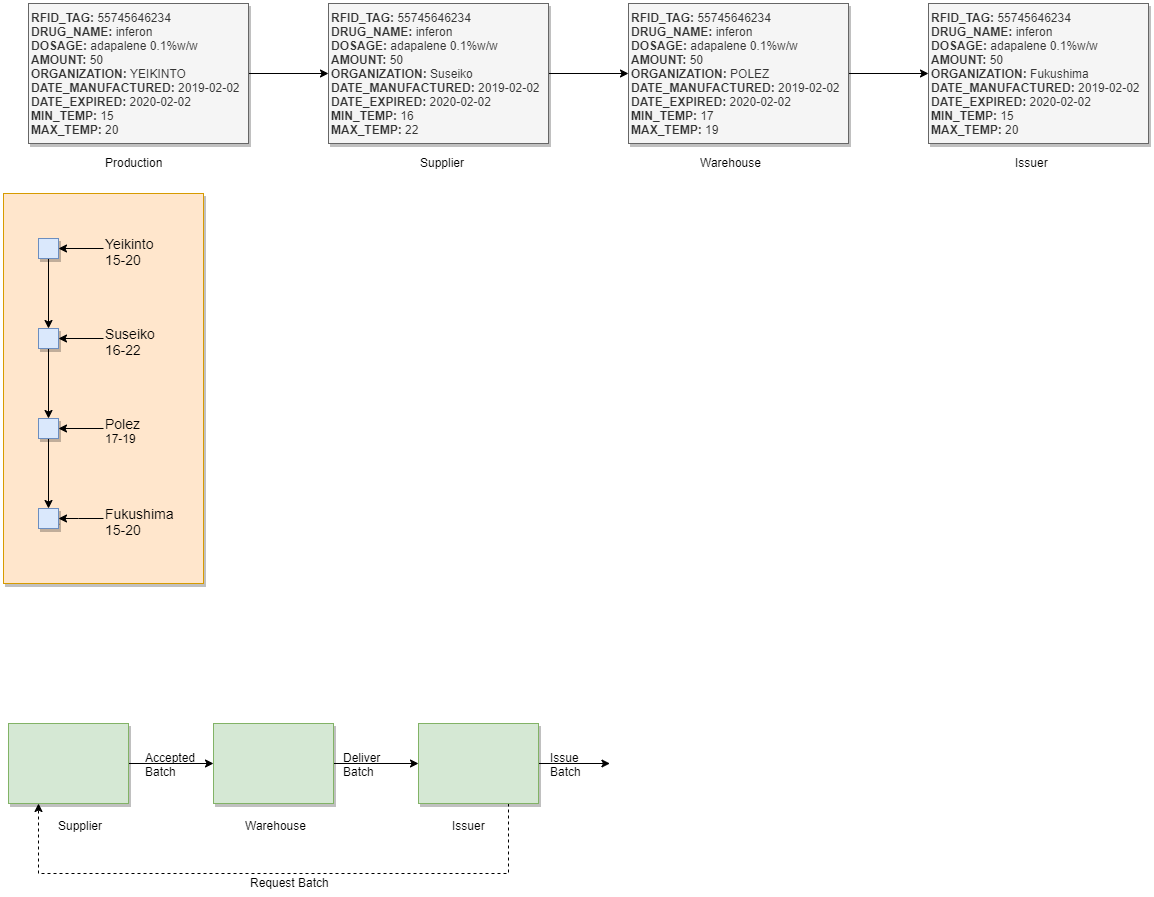 RFID_TAG: 55745646234
DRUG_NAME: inferon
DOSAGE: adapalene 0.1%w/w
AMOUNT: 50
ORGANIZATION: YEIKINTO
DATE_MANUFACTURED: 2019-02-02
DATE_EXPIRED: 2020-02-02
MIN_TEMP: 15
MAX_TEMP: 20
Production
RFID_TAG: 55745646234
DRUG_NAME: inferon
DOSAGE: adapalene 0.1%w/w
AMOUNT: 50
ORGANIZATION: Suseiko
DATE_MANUFACTURED: 2019-02-02
DATE_EXPIRED: 2020-02-02
MIN_TEMP: 16
MAX_TEMP: 22
Supplier
RFID_TAG: 55745646234
DRUG_NAME: inferon
DOSAGE: adapalene 0.1%w/w
AMOUNT: 50
ORGANIZATION: POLEZ
DATE_MANUFACTURED: 2019-02-02
DATE_EXPIRED: 2020-02-02
MIN_TEMP: 17
MAX_TEMP: 19
Warehouse
RFID_TAG: 55745646234
DRUG_NAME: inferon
DOSAGE: adapalene 0.1%w/w
AMOUNT: 50
ORGANIZATION: Fukushima
DATE_MANUFACTURED: 2019-02-02
DATE_EXPIRED: 2020-02-02
MIN_TEMP: 15
MAX_TEMP: 20
Issuer
Yeikinto
15-20
Suseiko
16-22
Polez
17-19
Fukushima
15-20
Accepted
Batch
Deliver
Batch
Issue
Batch
Supplier
Warehouse
Issuer
Request Batch